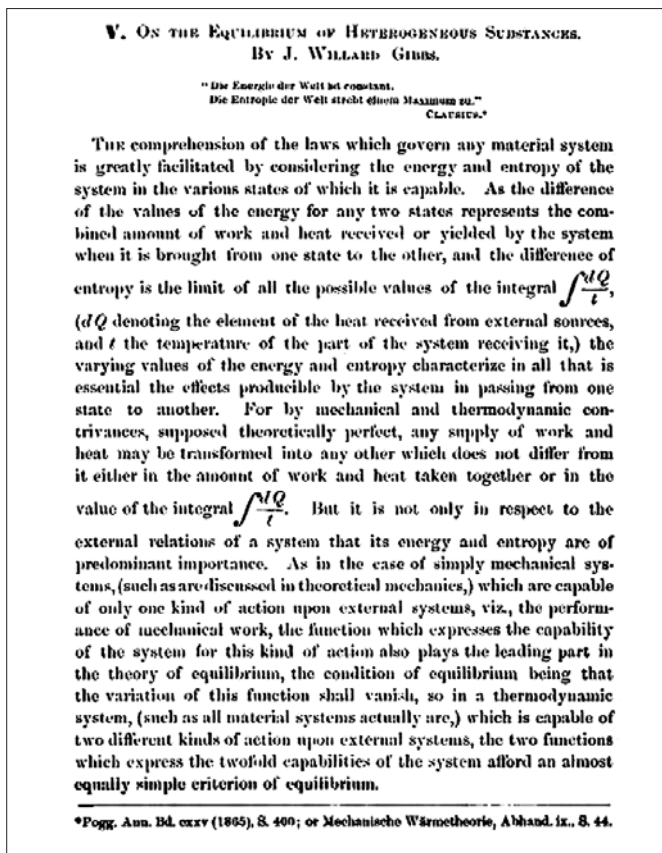 V. ON THE EQUILIBRIUM OF HETEROGENEOUS SUBSTANCES.
BY J. WILLARD GIBBS.
"Die Energie der Welt ist constant.
Die Entropie der Welt strebt einem Maximum zu."
CLAUSIUS.*
THE comprehension of the laws which govern any material system
is greatly facilitated by considering the energy and entropy of the
system in the various states of which it is capable. As the difference
of the values of the energy for any two states represents the com-
bined amount of work and heat received or yielded by the system
when it is brought from one state to the other, and the difference of
entropy is the limit of all the possible values of the integral ∫dQ/t,
(dQ denoting the element of the heat received from external sources,
and t the temperature of the part of the system receiving it,) the
varying values of the energy and entropy characterize in all that is
essential the effects producible by the system in passing from one
state to another. For by mechanical and thermodynamic con-
trivances, supposed theoretically perfect, any supply of work and
heat may be transformed into any other which does not differ from
it either in the amount of work and heat taken together or in the
value of the integral ∫dQ/t. But it is not only in respect to the
external relations of a system that its energy and entropy are of
predominant importance. As in the case of simply mechanical sys-
tems, (such as are discussed in theoretical mechanics,) which are capable
of only one kind of action upon external systems, viz., the perform-
ance of mechanical work, the function which expresses the capability
of the system for this kind of action also plays the leading part in
the theory of equilibrium, the condition of equilibrium being that
the variation of this function shall vanish, so in a thermodynamic
system, (such as all material systems actually are,) which is capable of
two different kinds of action upon external systems, the two functions
which express the twofold capabilities of the system afford an almost
equally simple criterion of equilibrium.
*Pogg. Ann. Bd. cxxv (1865), S. 400; or Mechanische Wärmetheorie, Abhand. ix., S. 44.